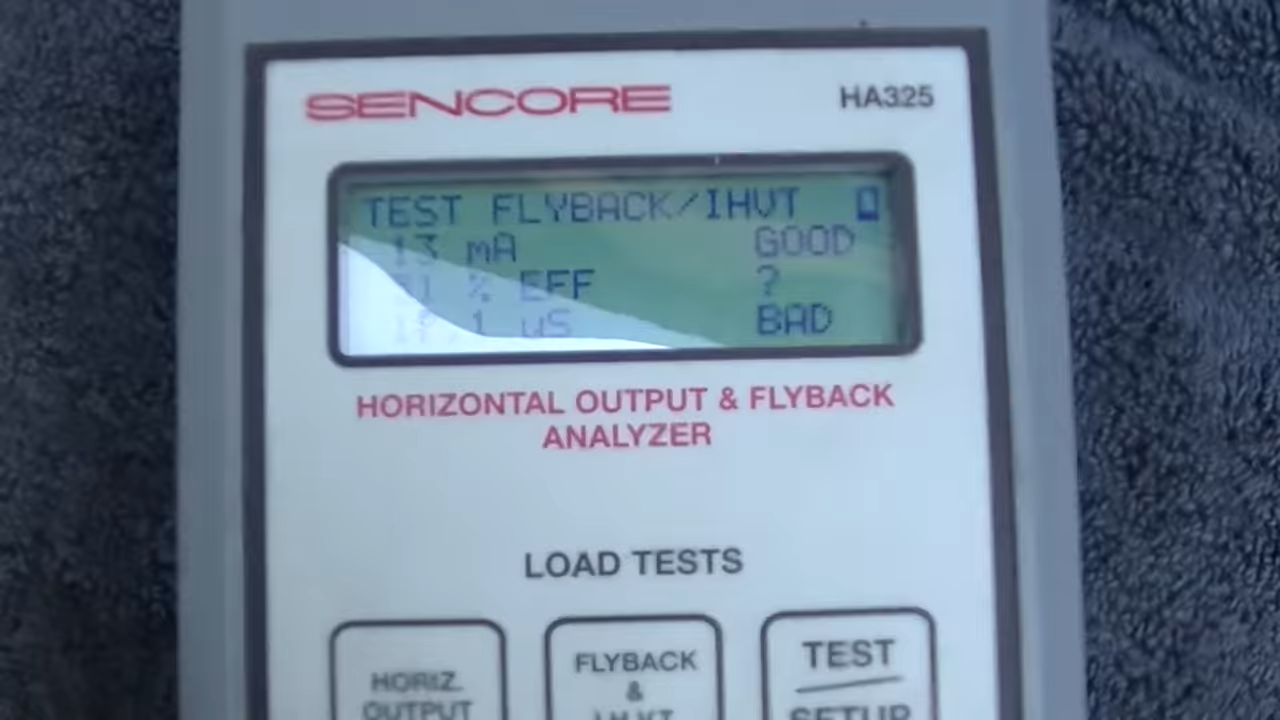 SENCORE
HA325
TEST FLYBACK/IHVT
13 mA GOOD
% EFF ?
uS BAD
HORIZONTAL OUTPUT & FLYBACK
ANALYZER
LOAD TESTS
HORIZ.
OUTPUT
FLYBACK
&
I.H.V.T.
TEST
SETUP